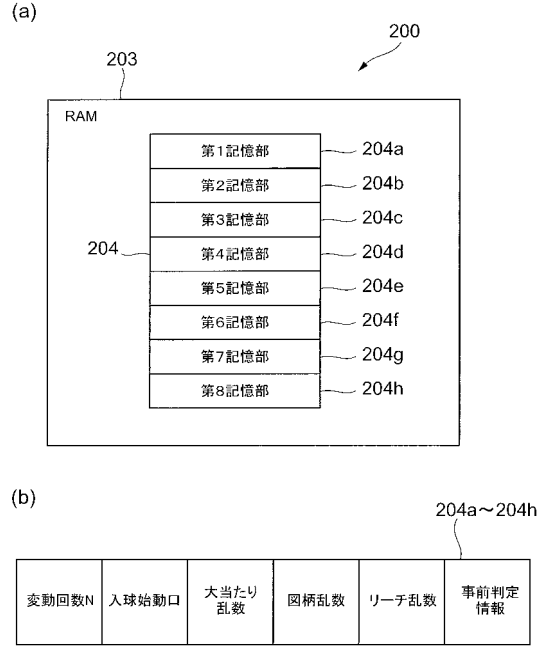 (a)
200
203
RAM
第1記憶部
204a
第2記憶部
204b
第3記憶部
204c
204
第4記憶部
204d
第5記憶部
204e
第6記憶部
204f
第7記憶部
204g
第8記憶部
204h
(b)
204a～204h
変動回数N
入球始動口
大当たり
乱数
図柄乱数
リーチ乱数
事前判定
情報